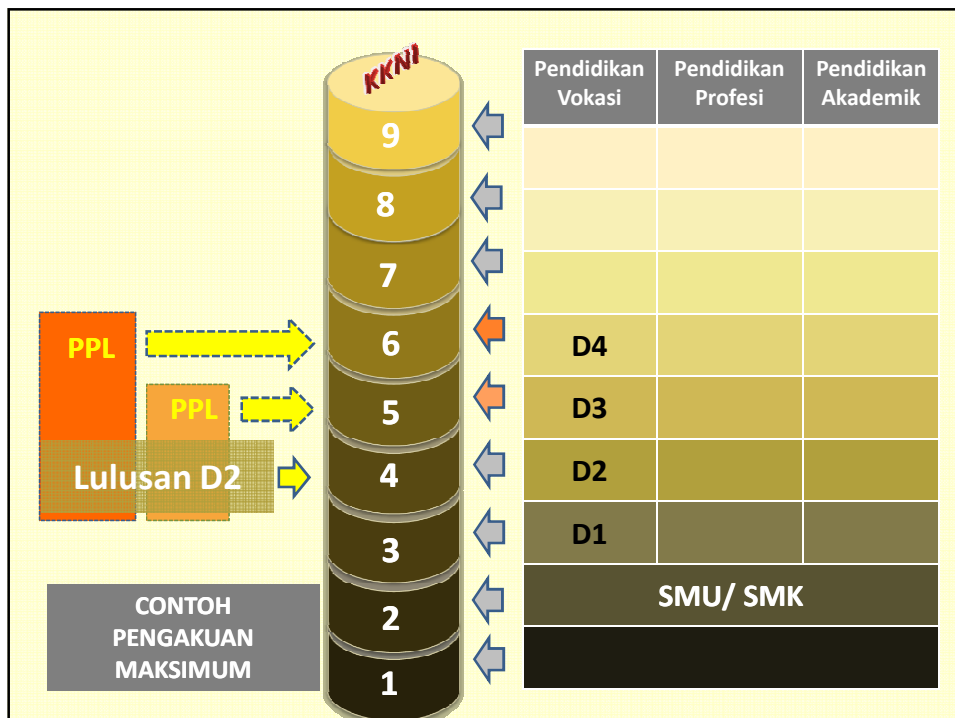 KKNI
9
8
7
6
5
4
3
2
1
PPL
PPL
Lulusan D2
CONTOH
PENGAKUAN
MAKSIMUM
Pendidikan
Vokasi
Pendidikan
Profesi
Pendidikan
Akademik
D4
D3
D2
D1
SMU/ SMK